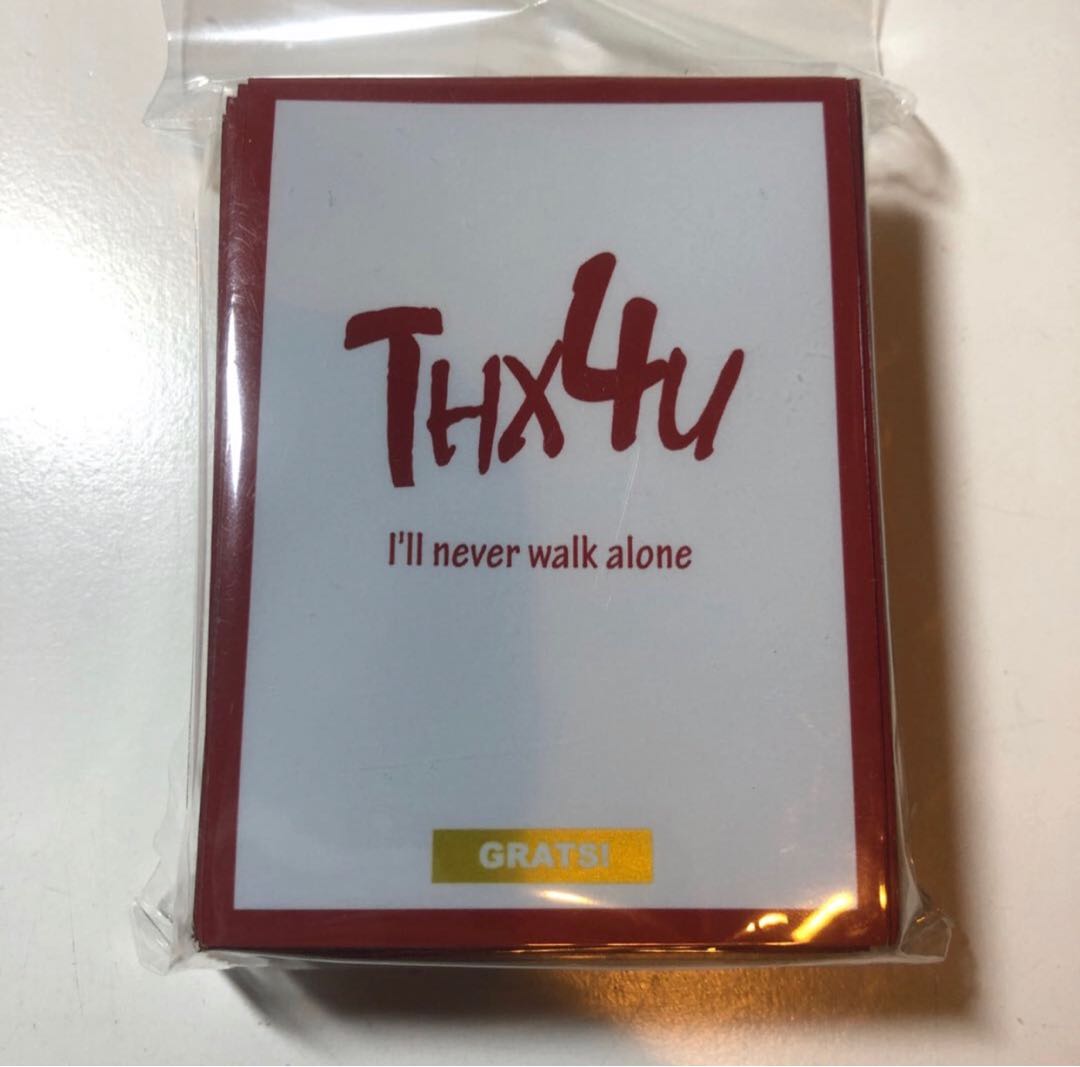 THX4U
I'll never walk alone
GRATS!